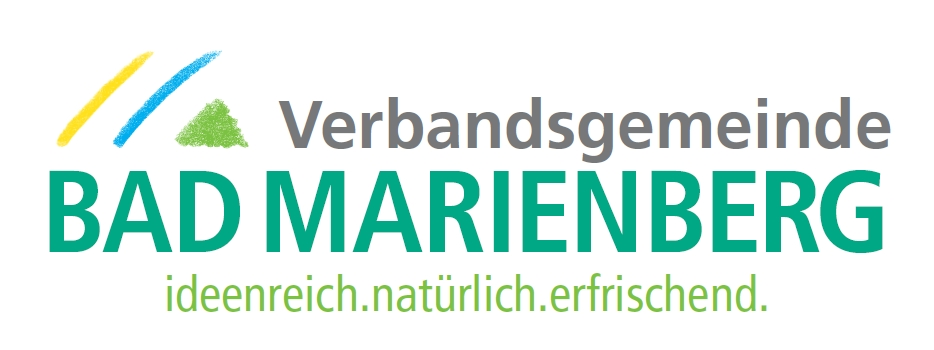 Verbandsgemeinde
BAD MARIENBERG
ideenreich.natürlich.erfrischend.